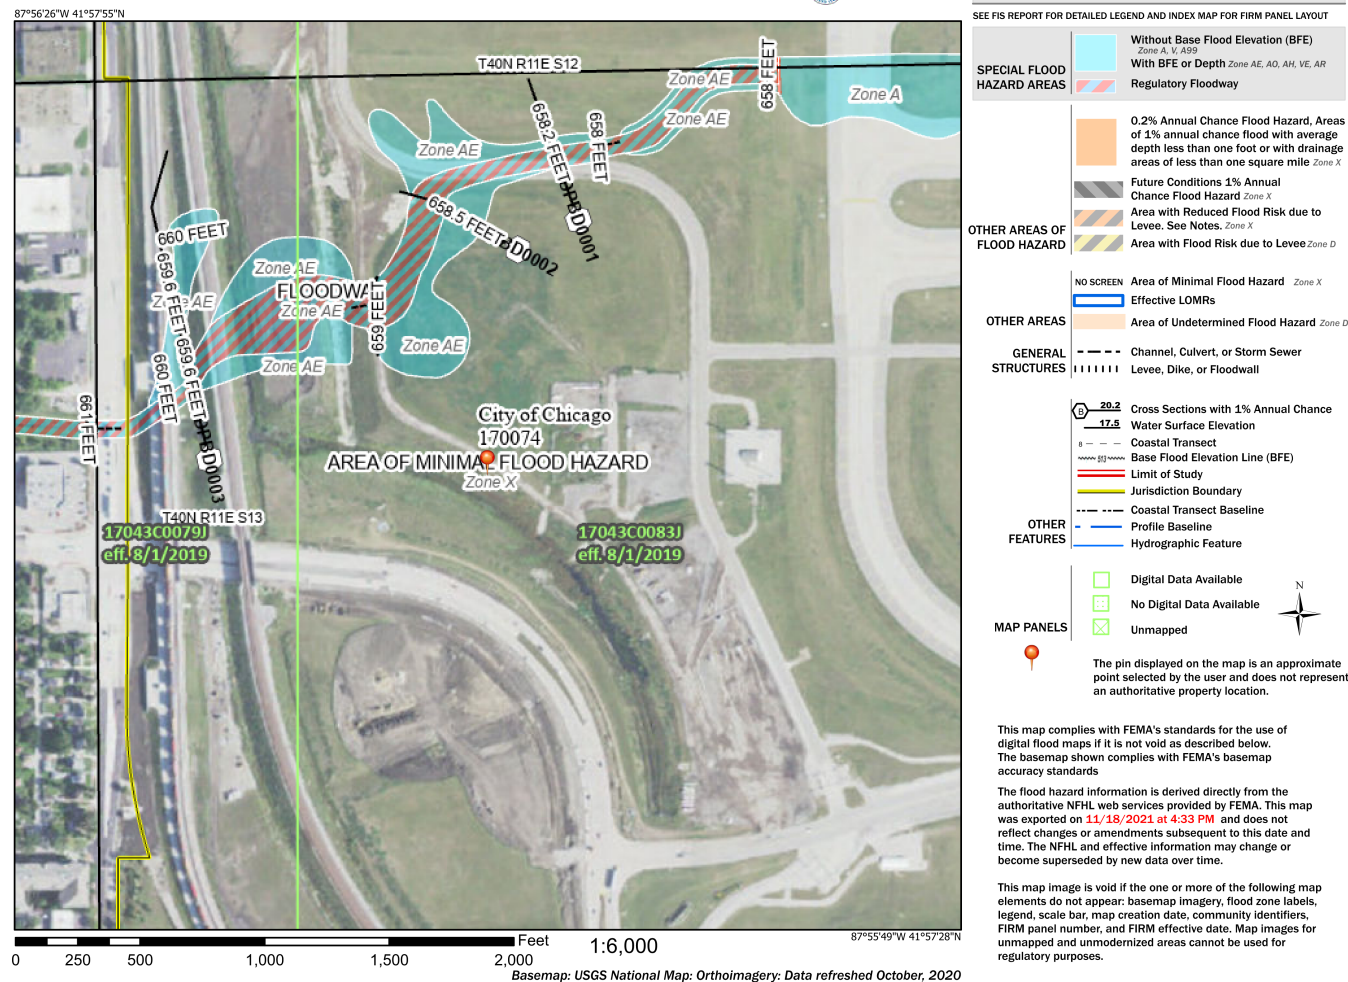 87°56'26"W 41°57'55"N
T40N R11E S12
658 FEET
Zone AE
Zone A
Zone AE
658.2 FEET
658 FEET
Zone AE
658.5 FEET
BD0001
BD0002
660 FEET
659.6 FEET
Zone AE
Zone AE
FLOODWA
Zone AE
659 FEET
659.6 FEET
Zone AE
Zone AE
660 FEET
661 FEET
PBD0003
City of Chicago
170074
AREA OF MINIMAL FLOOD HAZARD
Zone X
T40N R11E S13
17043C0079J
eff. 8/1/2019
17043C0083J
eff. 8/1/2019
87°55'49"W 41°57'28"N
Feet
1:6,000
0
250
500
1,000
1,500
2,000
Basemap: USGS National Map: Orthoimagery: Data refreshed October, 2020
SEE FIS REPORT FOR DETAILED LEGEND AND INDEX MAP FOR FIRM PANEL LAYOUT
SPECIAL FLOOD
HAZARD AREAS
Without Base Flood Elevation (BFE)
Zone A, V, A99
With BFE or Depth Zone AE, AO, AH, VE, AR
Regulatory Floodway
0.2% Annual Chance Flood Hazard, Areas
of 1% annual chance flood with average
depth less than one foot or with drainage
areas of less than one square mile Zone X
Future Conditions 1% Annual
Chance Flood Hazard Zone X
Area with Reduced Flood Risk due to
Levee. See Notes. Zone X
Area with Flood Risk due to Levee Zone D
OTHER AREAS OF
FLOOD HAZARD
NO SCREEN
Area of Minimal Flood Hazard Zone X
Effective LOMRs
OTHER AREAS
Area of Undetermined Flood Hazard Zone D
GENERAL
STRUCTURES
Channel, Culvert, or Storm Sewer
Levee, Dike, or Floodwall
B
20.2
Cross Sections with 1% Annual Chance
17.5
Water Surface Elevation
8
Coastal Transect
513
Base Flood Elevation Line (BFE)
Limit of Study
Jurisdiction Boundary
Coastal Transect Baseline
OTHER
FEATURES
Profile Baseline
Hydrographic Feature
Digital Data Available
No Digital Data Available
MAP PANELS
Unmapped
N
The pin displayed on the map is an approximate
point selected by the user and does not represent
an authoritative property location.
This map complies with FEMA's standards for the use of
digital flood maps if it is not void as described below.
The basemap shown complies with FEMA's basemap
accuracy standards
The flood hazard information is derived directly from the
authoritative NFHL web services provided by FEMA. This map
was exported on 11/18/2021 at 4:33 PM and does not
reflect changes or amendments subsequent to this date and
time. The NFHL and effective information may change or
become superseded by new data over time.
This map image is void if the one or more of the following map
elements do not appear: basemap imagery, flood zone labels,
legend, scale bar, map creation date, community identifiers,
FIRM panel number, and FIRM effective date. Map images for
unmapped and unmodernized areas cannot be used for
regulatory purposes.